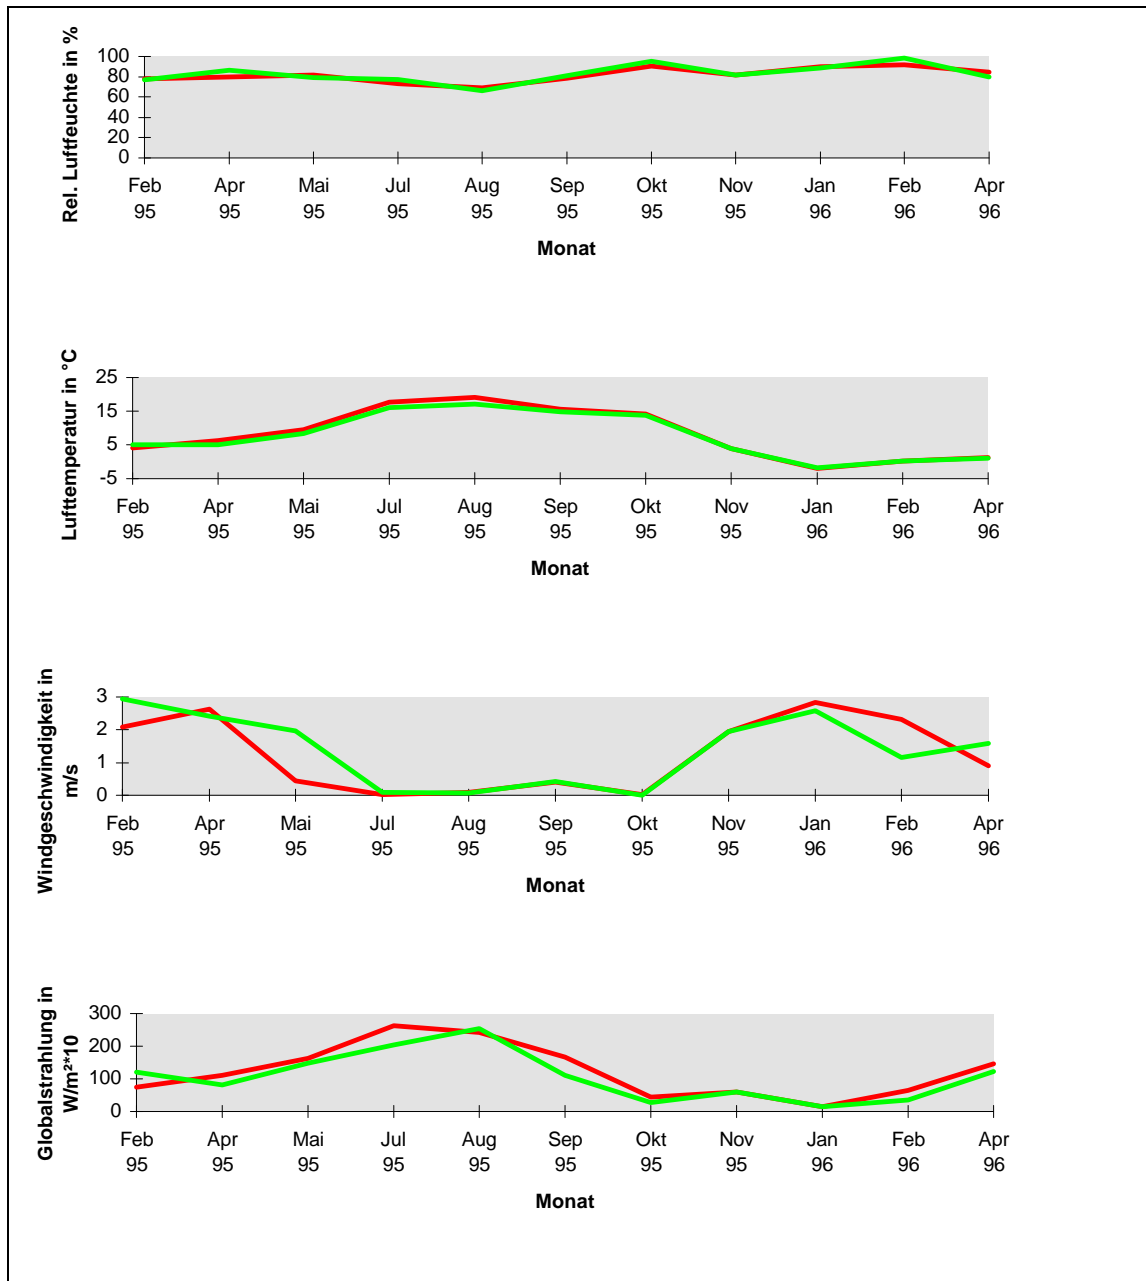 Rel. Luftfeuchte in %
100
80
60
40
20
0
Feb Apr Mai Jul Aug Sep Okt Nov Jan Feb Apr
95 95 95 95 95 95 95 95 96 96 96
Monat
Lufttemperatur in °C
25
15
5
-5
Feb Apr Mai Jul Aug Sep Okt Nov Jan Feb Apr
95 95 95 95 95 95 95 95 96 96 96
Monat
Windgeschwindigkeit in
m/s
3
2
1
0
Feb Apr Mai Jul Aug Sep Okt Nov Jan Feb Apr
95 95 95 95 95 95 95 95 96 96 96
Monat
Globalstrahlung in
W/m²*10
300
200
100
0
Feb Apr Mai Jul Aug Sep Okt Nov Jan Feb Apr
95 95 95 95 95 95 95 95 96 96 96
Monat